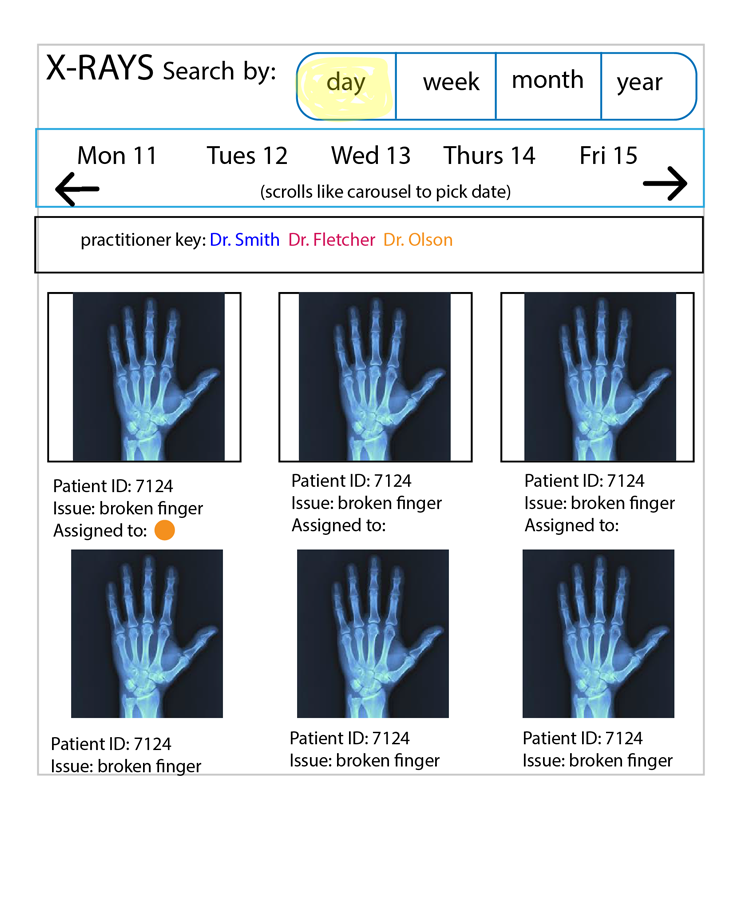 X-RAYS Search by: day week month year
Mon 11 Tues 12 Wed 13 Thurs 14 Fri 15
(scrolls like carousel to pick date)
practitioner key: Dr. Smith Dr. Fletcher Dr. Olson
Patient ID: 7124
Issue: broken finger
Assigned to:
Patient ID: 7124
Issue: broken finger
Assigned to:
Patient ID: 7124
Issue: broken finger
Assigned to:
Patient ID: 7124
Issue: broken finger
Patient ID: 7124
Issue: broken finger
Patient ID: 7124
Issue: broken finger